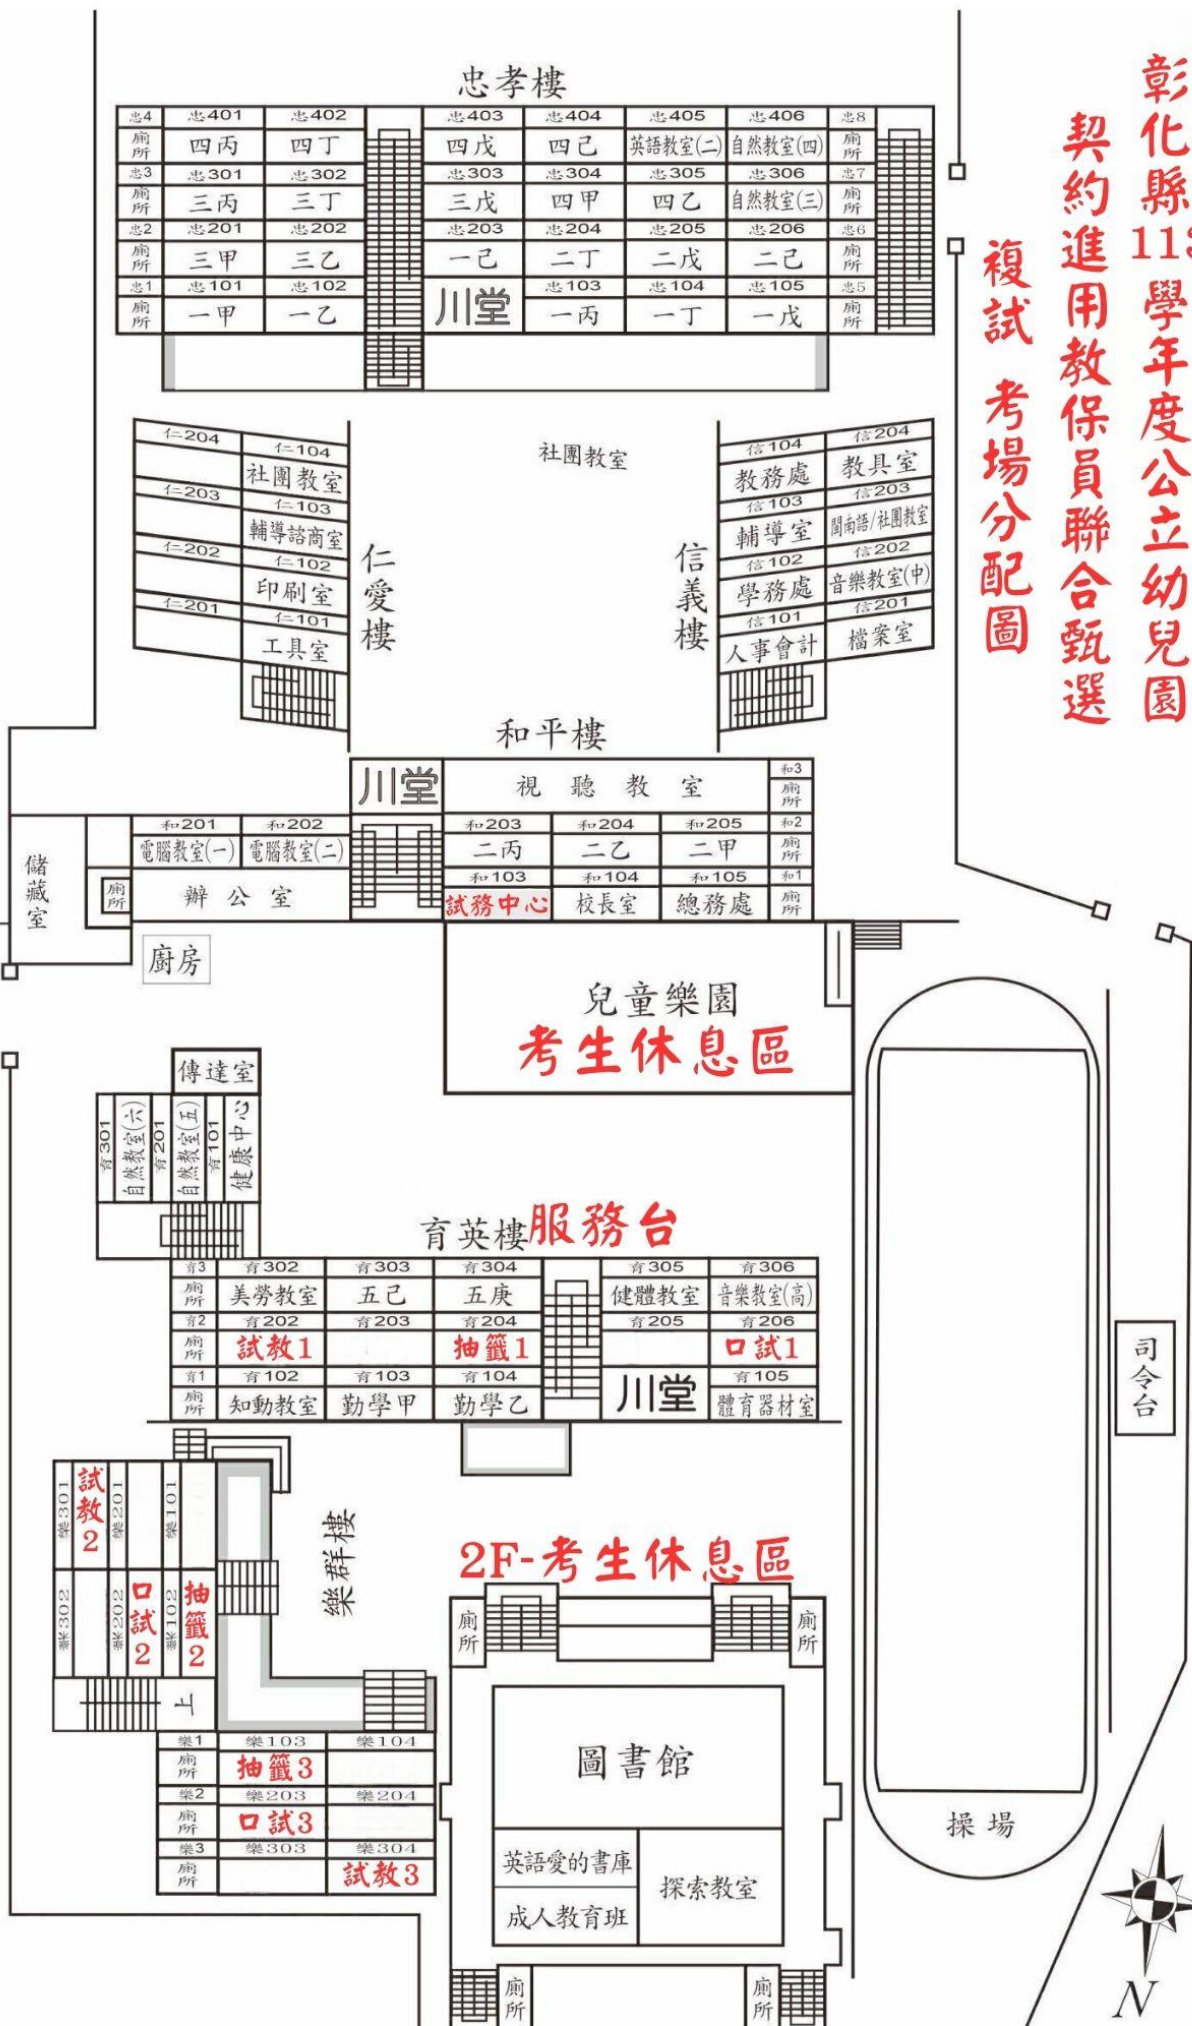 彰化縣11 學年度公立幼兒園
契約進用教保員聯合甄選
複試 考場分配圖
忠孝樓
忠4 忠401 忠402 忠403 忠404 忠405 忠406 忠8
廁所 四丙 四丁 四戊 四己 英語教室(二) 自然教室(四) 廁所
忠3 忠301 忠302 忠303 忠304 忠305 忠306 忠7
廁所 三丙 三丁 三戊 四甲 四乙 自然教室(三) 廁所
忠2 忠201 忠202 忠203 忠204 忠205 忠206 忠6
廁所 三甲 三乙 一己 二丁 二戊 二己 廁所
忠1 忠101 忠102 川堂 忠103 忠104 忠105 忠5
廁所 一甲 一乙 一丙 一丁 一戊 廁所
社團教室
仁愛樓
仁204 仁104
社團教室
仁203 仁103
輔導諮商室
仁202 仁102
印刷室
仁201 仁101
工具室
信義樓
信104 信204
教務處 教具室
信103 信203
輔導室 閩南語/社團教室
信102 信202
學務處 音樂教室(中)
信101 信201
人事會計 檔案室
和平樓
川堂 視聽教室 和3 廁所
和201 和202 和203 和204 和205 和2
電腦教室(一) 電腦教室(二) 二丙 二乙 二甲 廁所
和103 和104 和105 和1
儲藏室 廁所 辦公室 試務中心 校長室 總務處 廁所
廚房
兒童樂園
考生休息區
傳達室
育301 自然教室(六) 育201 自然教室(五) 育101 健康中心
育英樓 服務台
育3 育302 育303 育304 育305 育306
廁所 美勞教室 五己 五庚 健體教室 音樂教室(高)
育2 育202 育203 育204 育205 育206
廁所 試教1 抽籤1 口試1
育1 育102 育103 育104 川堂 育105
廁所 知動教室 勤學甲 勤學乙 體育器材室
司令台
樂群樓
樂301 試教2 樂201 樂101
樂302 樂202 口試2 樂102 抽籤2
上
樂1 樂103 樂104
廁所 抽籤3
樂2 樂203 樂204
廁所 口試3
樂3 樂303 樂304
廁所 試教3
2F-考生休息區
廁所 廁所
圖書館
英語愛的書庫
成人教育班
探索教室
廁所 廁所
操場
N